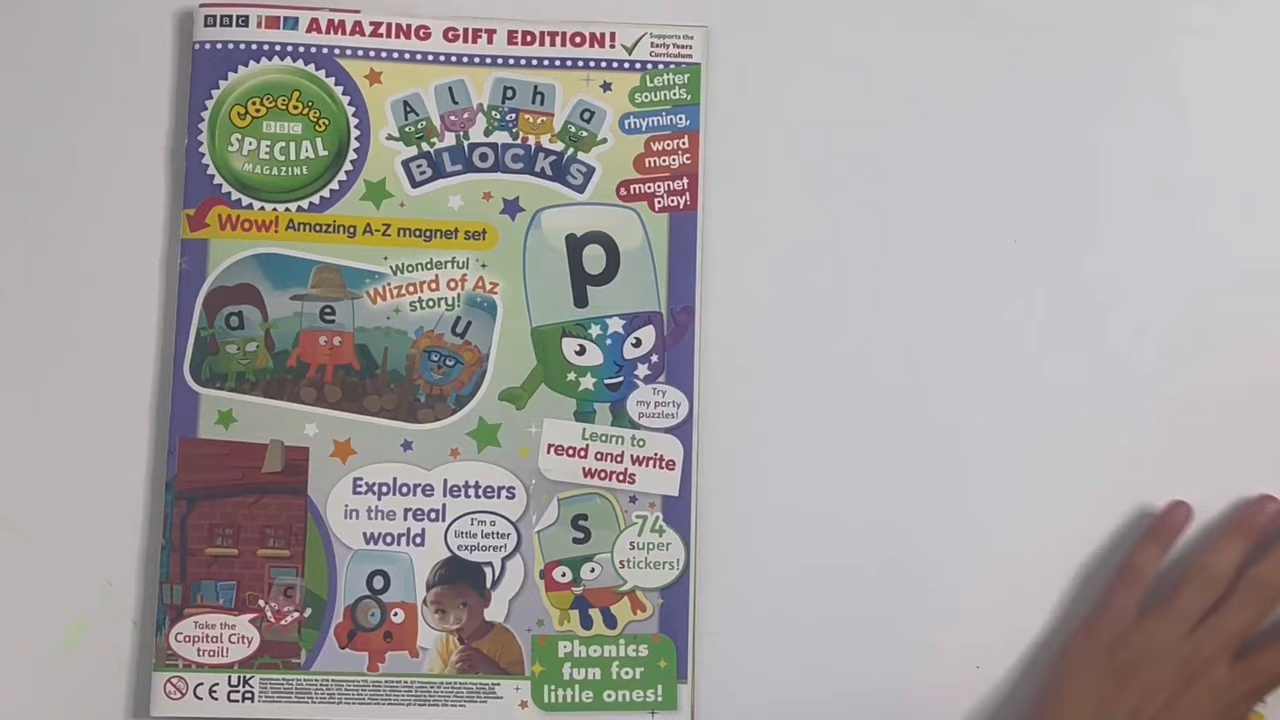 BBC AMAZING GIFT EDITION!
Supports the
Early Years
Curriculum
CBeebies
BBC
SPECIAL
MAGAZINE
Alpha
BLOCKS
Letter
sounds,
rhyming,
word
magic
& magnet
play!
Wow! Amazing A-Z magnet set
Wonderful
Wizard of Az
story!
a
e
u
p
Try
my party
puzzles!
Learn to
read and write
words
Explore letters
in the real
world
I'm a
little letter
explorer!
o
s
74
super
stickers!
c
Take the
Capital City
trail!
Phonics
fun for
little ones!
CE UK
CA